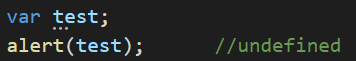 var test;
alert(test);      //undefined